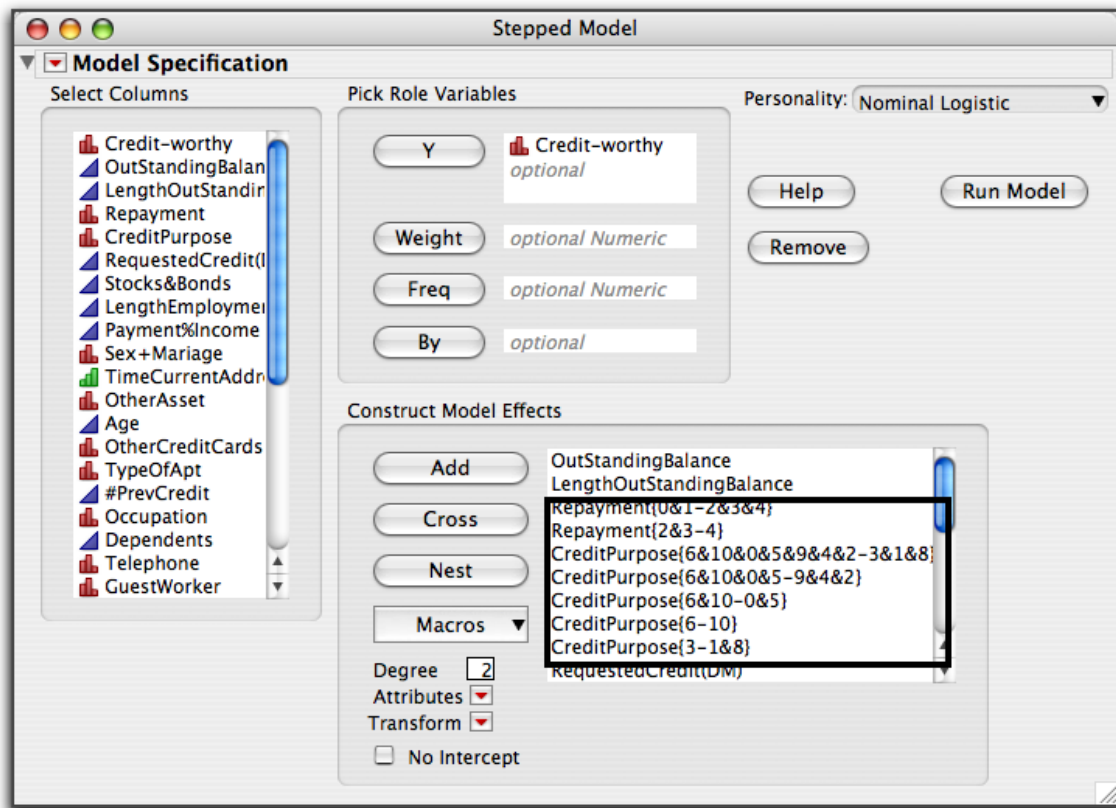 Stepped Model
Model Specification
Select Columns
Credit-worthy
OutStandingBalan
LengthOutStandin
Repayment
CreditPurpose
RequestedCredit(I
Stocks&Bonds
LengthEmploymei
Payment%Income
Sex+Mariage
TimeCurrentAddr
OtherAsset
Age
OtherCreditCards
TypeOfApt
#PrevCredit
Occupation
Dependents
Telephone
GuestWorker
Pick Role Variables
Y
Credit-worthy
optional
Weight
optional Numeric
Freq
optional Numeric
By
optional
Personality: Nominal Logistic
Help
Run Model
Remove
Construct Model Effects
Add
Cross
Nest
Macros
Degree 2
Attributes
Transform
No Intercept
OutStandingBalance
LengthOutStandingBalance
Repayment{0&1-2&3&4}
Repayment{2&3-4}
CreditPurpose{6&10&0&5&9&4&2-3&1&8}
CreditPurpose{6&10&0&5-9&4&2}
CreditPurpose{6&10-0&5}
CreditPurpose{6-10}
CreditPurpose{3-1&8}
RequestedCredit(DM)